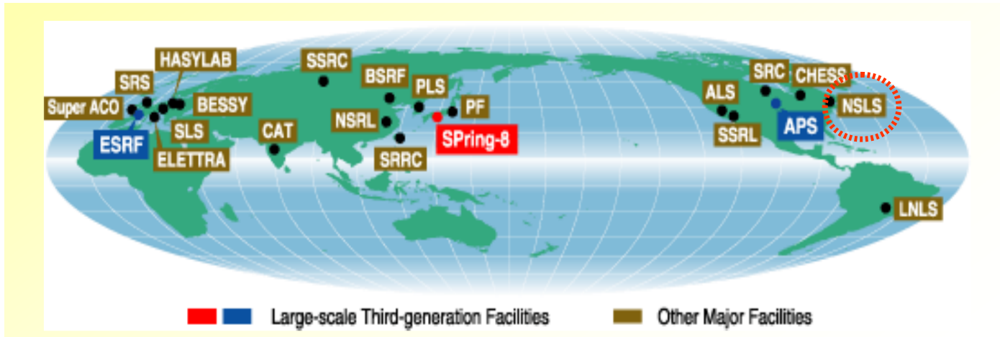 HASYLAB
SSRC
SRS
BSRF
SRC
CHESS
PLS
ALS
Super ACO
BESSY
PF
NSLS
NSRL
SLS
CAT
APS
SSRL
ESRF
SPring-8
ELETTRA
SRRC
LNLS
Large-scale Third-generation Facilities
Other Major Facilities